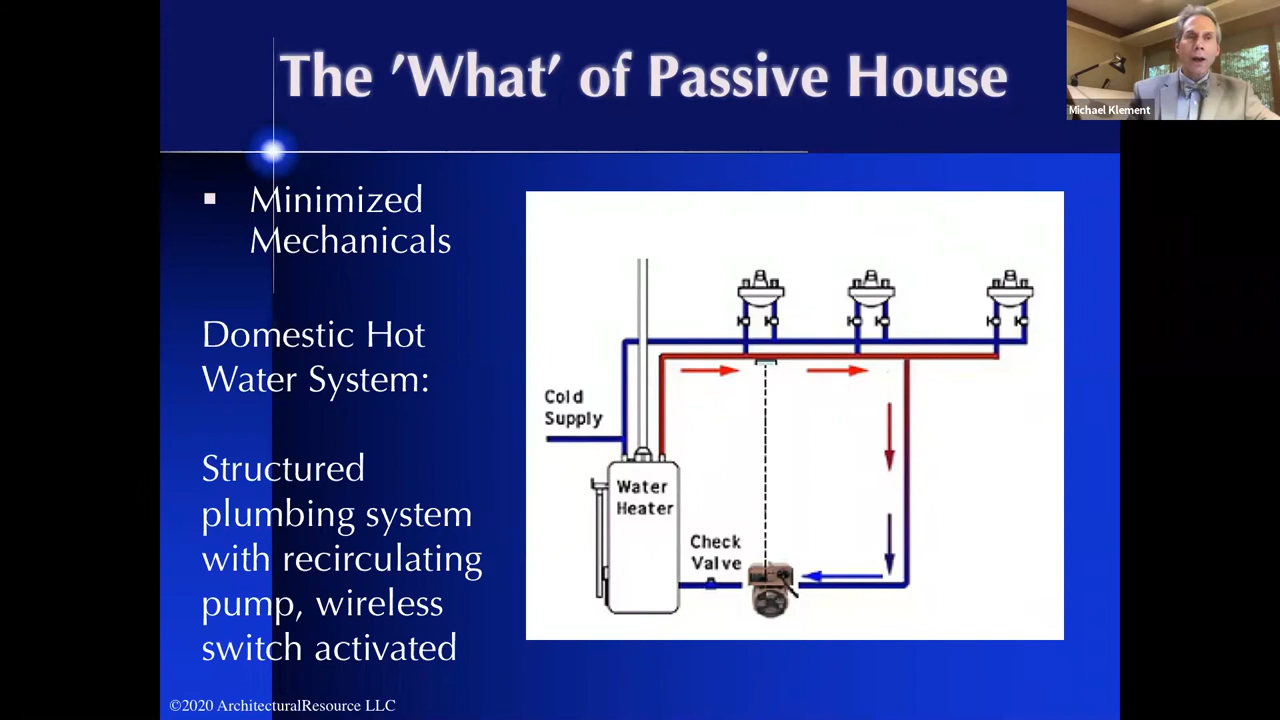 The ’What’ of Passive House
Michael Klement
▪ Minimized
Mechanicals
Domestic Hot
Water System:
Structured
plumbing system
with recirculating
pump, wireless
switch activated
Cold
Supply
Water
Heater
Check
Valve
©2020 ArchitecturalResource LLC